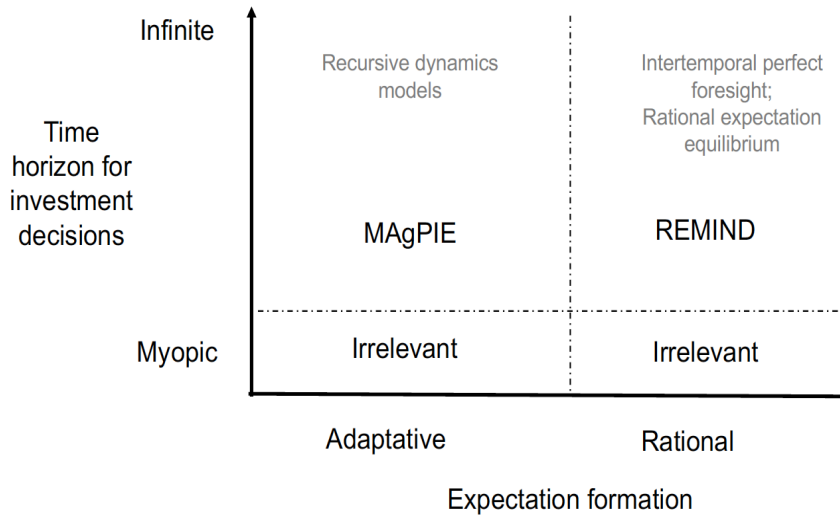 Infinite
Recursive dynamics
models
Intertemporal perfect
foresight;
Rational expectation
equilibrium
Time
horizon for
investment
decisions
MAgPIE
REMIND
Myopic
Irrelevant
Irrelevant
Adaptative
Rational
Expectation formation